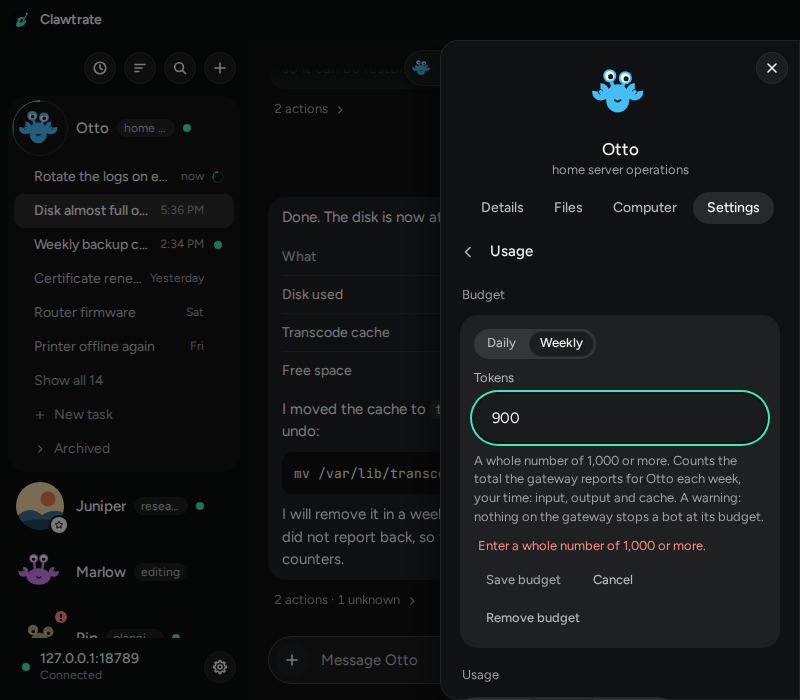 Clawtrate
Otto
home ...
Rotate the logs on e... now
Disk almost full o... 5:36 PM
Weekly backup c... 2:34 PM
Certificate rene... Yesterday
Router firmware Sat
Printer offline again Fri
Show all 14
+ New task
> Archived
Juniper resea...
Marlow editing
Pip planni...
127.0.0.1:18789
Connected
2 actions >
Done. The disk is now at
What
Disk used
Transcode cache
Free space
I moved the cache to
undo:
mv /var/lib/transc
I will remove it in a week
did not report back, so
counters.
2 actions · 1 unknown >
+ Message Otto
Otto
home server operations
Details Files Computer Settings
< Usage
Budget
Daily Weekly
Tokens
900
A whole number of 1,000 or more. Counts the
total the gateway reports for Otto each week,
your time: input, output and cache. A warning:
nothing on the gateway stops a bot at its budget.
Enter a whole number of 1,000 or more.
Save budget Cancel
Remove budget
Usage